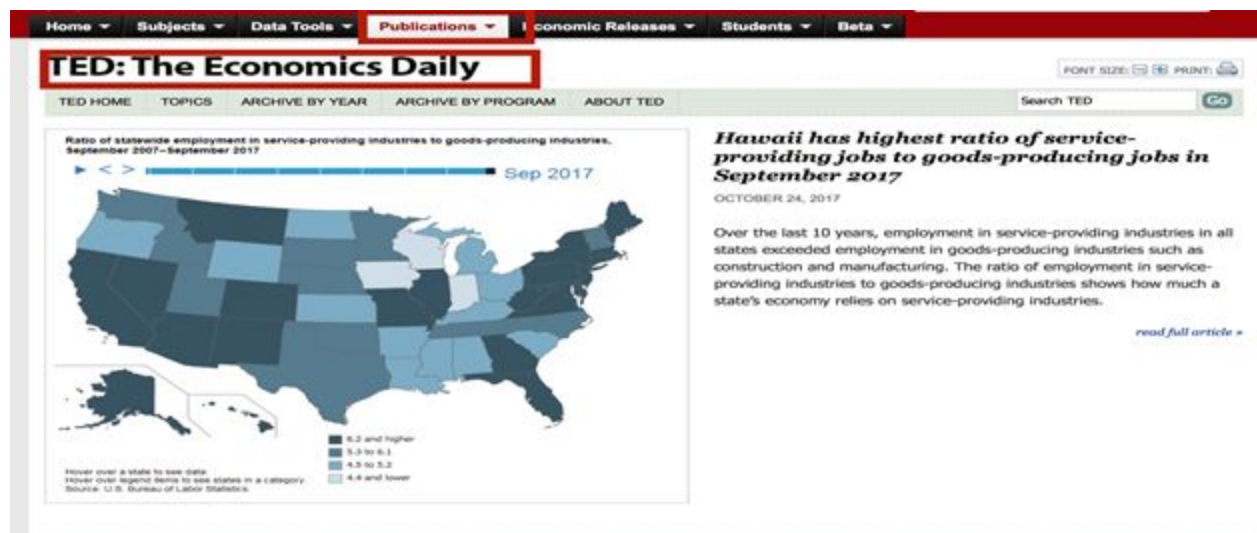 Home Subjects Data Tools Publications Economic Releases Students Beta
TED: The Economics Daily
FONT SIZE: PRINT:
TED HOME TOPICS ARCHIVE BY YEAR ARCHIVE BY PROGRAM ABOUT TED
Search TED Go
Ratio of statewide employment in service-providing industries to goods-producing industries,
September 2007–September 2017
Sep 2017
6.2 and higher
5.3 to 6.1
4.5 to 5.2
4.4 and lower
Hover over a state to see data.
Hover over legend items to see states in a category.
Source: U.S. Bureau of Labor Statistics.
Hawaii has highest ratio of service-
providing jobs to goods-producing jobs in
September 2017
OCTOBER 24, 2017
Over the last 10 years, employment in service-providing industries in all
states exceeded employment in goods-producing industries such as
construction and manufacturing. The ratio of employment in service-
providing industries to goods-producing industries shows how much a
state's economy relies on service-providing industries.
read full article »